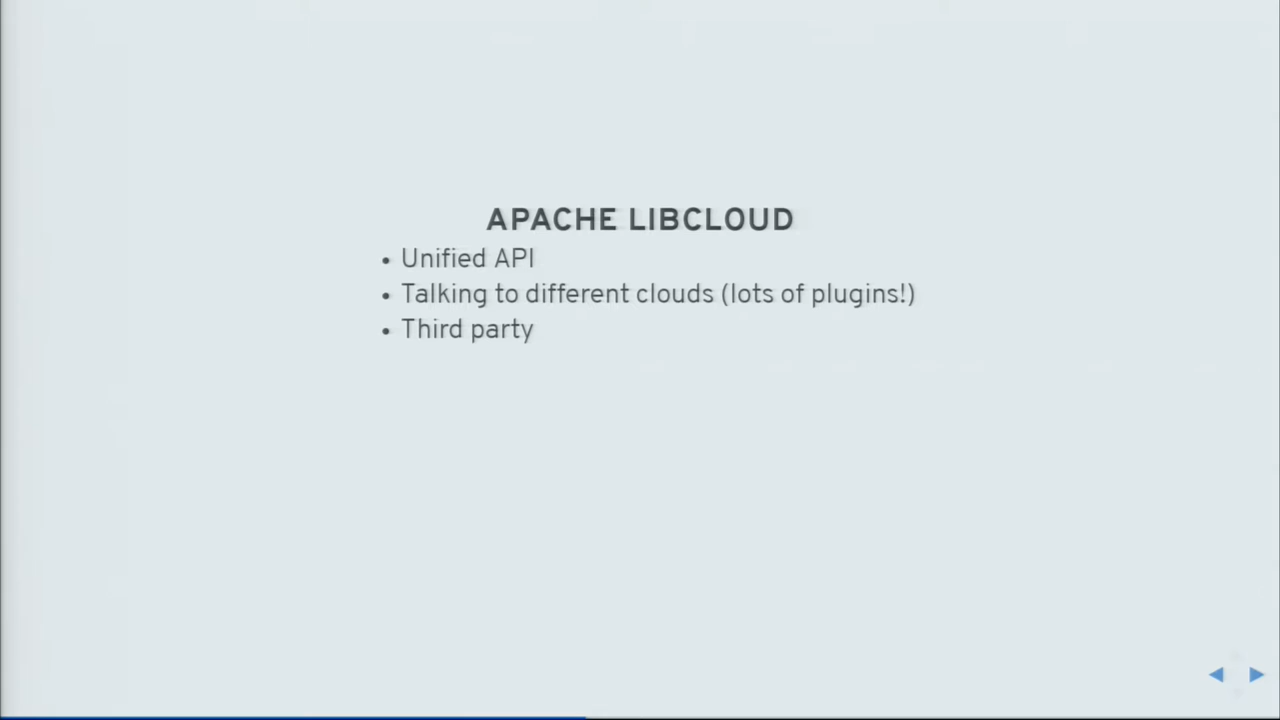 APACHE LIBCLOUD
• Unified API
• Talking to different clouds (lots of plugins!)
• Third party